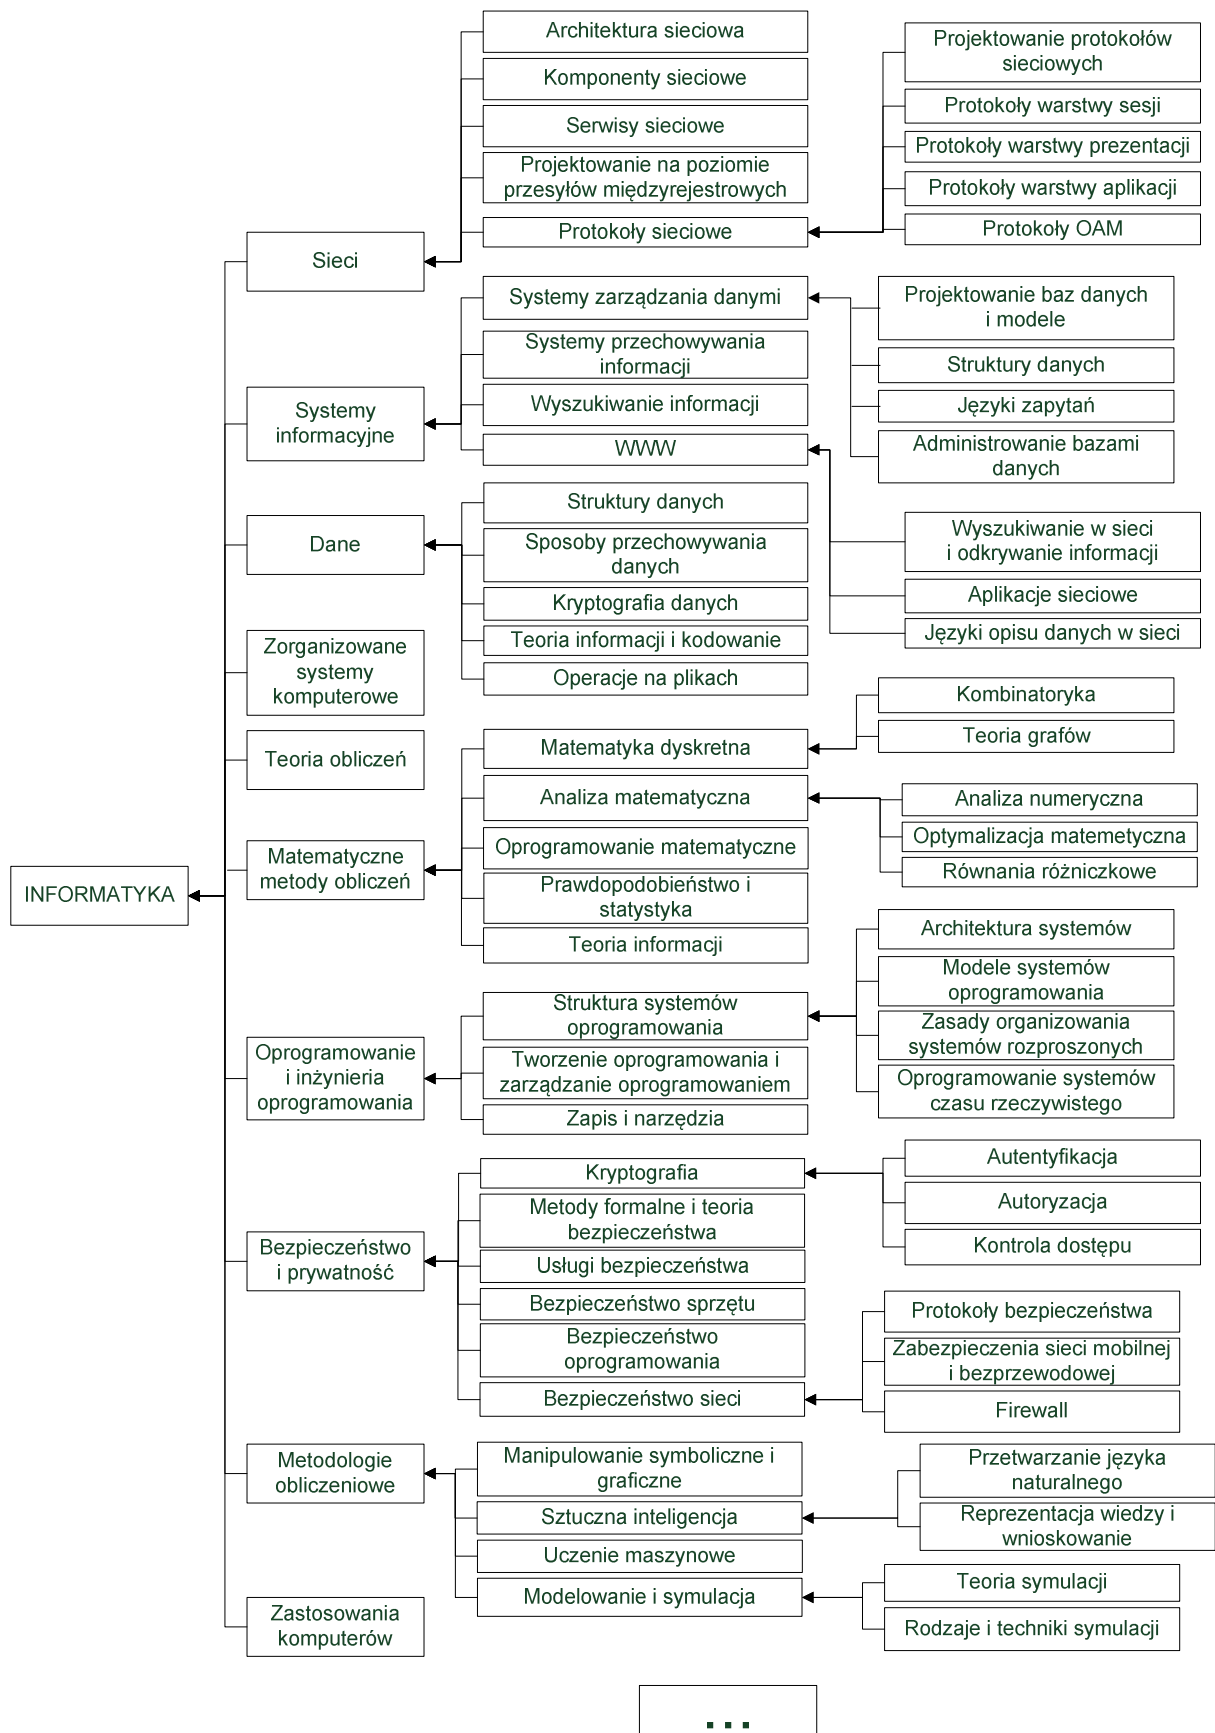 INFORMATYKA
Sieci
Architektura sieciowa
Komponenty sieciowe
Serwisy sieciowe
Projektowanie na poziomie
przesyłów międzyrejestrowych
Protokoły sieciowe
Projektowanie protokołów
sieciowych
Protokoły warstwy sesji
Protokoły warstwy prezentacji
Protokoły warstwy aplikacji
Protokoły OAM
Systemy
informacyjne
Systemy zarządzania danymi
Projektowanie baz danych
i modele
Struktury danych
Języki zapytań
Administrowanie bazami
danych
Systemy przechowywania
informacji
Wyszukiwanie informacji
WWW
Wyszukiwanie w sieci
i odkrywanie informacji
Aplikacje sieciowe
Języki opisu danych w sieci
Dane
Struktury danych
Sposoby przechowywania
danych
Kryptografia danych
Teoria informacji i kodowanie
Operacje na plikach
Zorganizowane
systemy
komputerowe
Teoria obliczeń
Matematyczne
metody obliczeń
Matematyka dyskretna
Kombinatoryka
Teoria grafów
Analiza matematyczna
Analiza numeryczna
Optymalizacja matemetyczna
Równania różniczkowe
Oprogramowanie matematyczne
Prawdopodobieństwo i
statystyka
Teoria informacji
Oprogramowanie
i inżynieria
oprogramowania
Struktura systemów
oprogramowania
Architektura systemów
Modele systemów
oprogramowania
Zasady organizowania
systemów rozproszonych
Oprogramowanie systemów
czasu rzeczywistego
Tworzenie oprogramowania i
zarządzanie oprogramowaniem
Zapis i narzędzia
Bezpieczeństwo
i prywatność
Kryptografia
Autentyfikacja
Autoryzacja
Kontrola dostępu
Metody formalne i teoria
bezpieczeństwa
Usługi bezpieczeństwa
Bezpieczeństwo sprzętu
Bezpieczeństwo
oprogramowania
Bezpieczeństwo sieci
Protokoły bezpieczeństwa
Zabezpieczenia sieci mobilnej
i bezprzewodowej
Firewall
Metodologie
obliczeniowe
Manipulowanie symboliczne i
graficzne
Sztuczna inteligencja
Przetwarzanie języka
naturalnego
Reprezentacja wiedzy i
wnioskowanie
Uczenie maszynowe
Modelowanie i symulacja
Teoria symulacji
Rodzaje i techniki symulacji
Zastosowania
komputerów
...